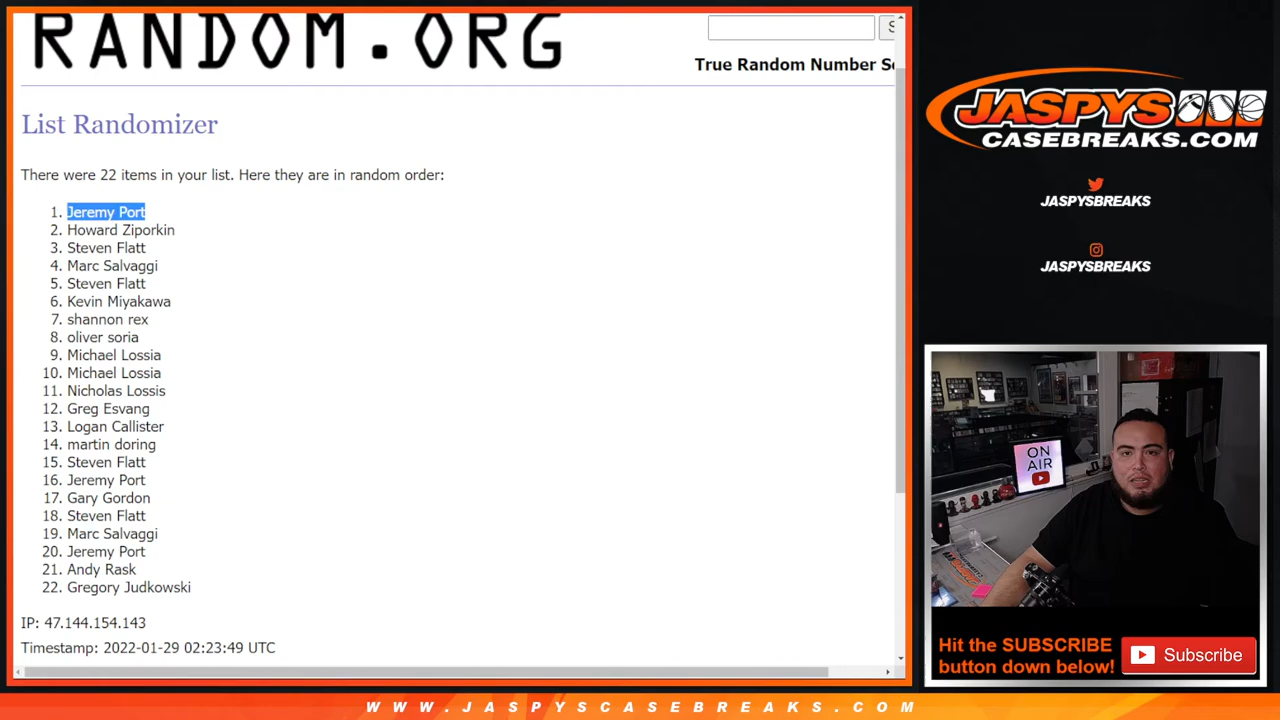 RANDOM.ORG
S
True Random Number Se
List Randomizer
There were 22 items in your list. Here they are in random order:
1. Jeremy Port
2. Howard Ziporkin
3. Steven Flatt
4. Marc Salvaggi
5. Steven Flatt
6. Kevin Miyakawa
7. shannon rex
8. oliver soria
9. Michael Lossia
10. Michael Lossia
11. Nicholas Lossis
12. Greg Esvang
13. Logan Callister
14. martin doring
15. Steven Flatt
16. Jeremy Port
17. Gary Gordon
18. Steven Flatt
19. Marc Salvaggi
20. Jeremy Port
21. Andy Rask
22. Gregory Judkowski
IP: 47.144.154.143
Timestamp: 2022-01-29 02:23:49 UTC
JASPYS
CASEBREAKS.COM
JASPYSBREAKS
JASPYSBREAKS
ON
AIR
Hit the SUBSCRIBE
button down below!
Subscribe
WWW.JASPYSCASEBREAKS.COM